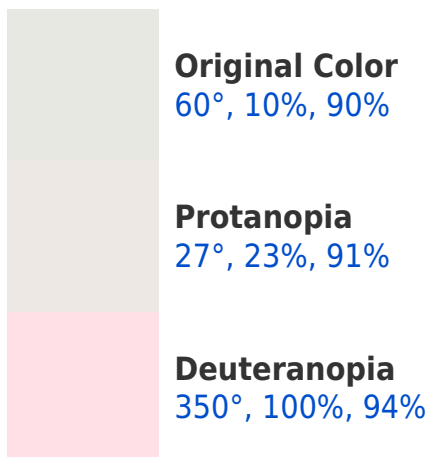 Original Color
60°, 10%, 90%
Protanopia
27°, 23%, 91%
Deuteranopia
350°, 100%, 94%